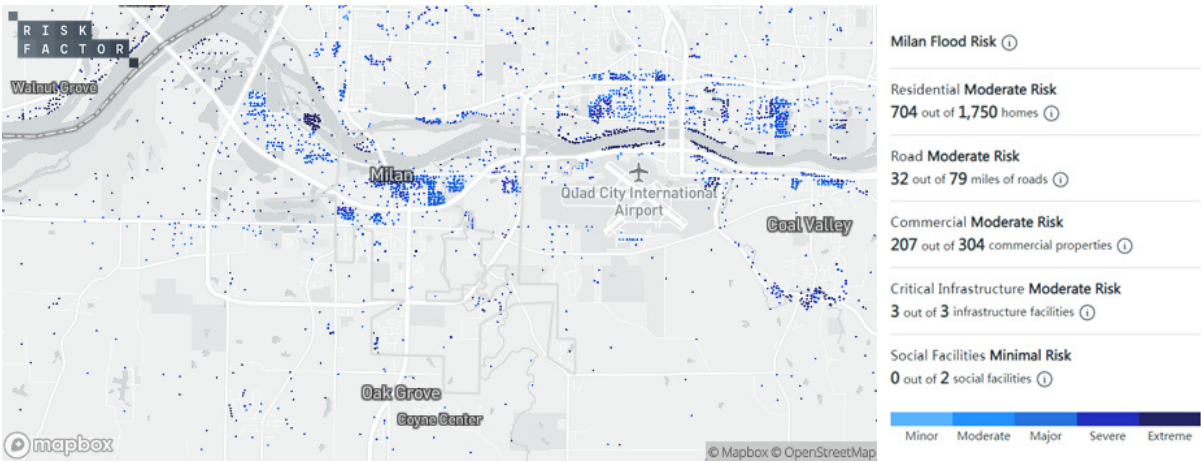 RISK
FACTOR
Walnut Grove
Milan
Quad City International
Airport
Coal Valley
Oak Grove
Coyne Center
mapbox
© Mapbox © OpenStreetMap
Milan Flood Risk
Residential Moderate Risk
704 out of 1,750 homes
Road Moderate Risk
32 out of 79 miles of roads
Commercial Moderate Risk
207 out of 304 commercial properties
Critical Infrastructure Moderate Risk
3 out of 3 infrastructure facilities
Social Facilities Minimal Risk
0 out of 2 social facilities
Minor Moderate Major Severe Extreme